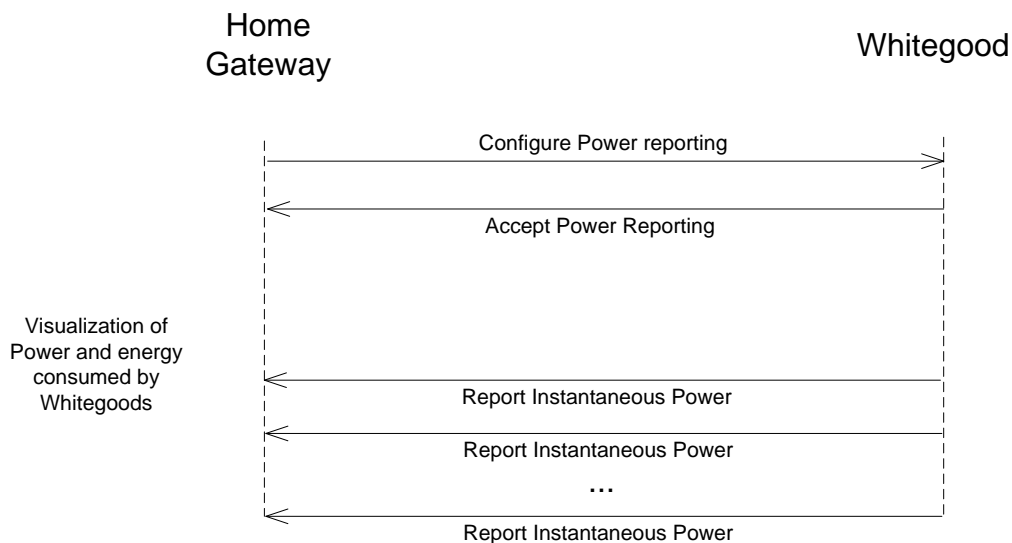 Home
Gateway
Whitegood
Configure Power reporting
Accept Power Reporting
Visualization of
Power and energy
consumed by
Whitegoods
Report Instantaneous Power
Report Instantaneous Power
...
Report Instantaneous Power